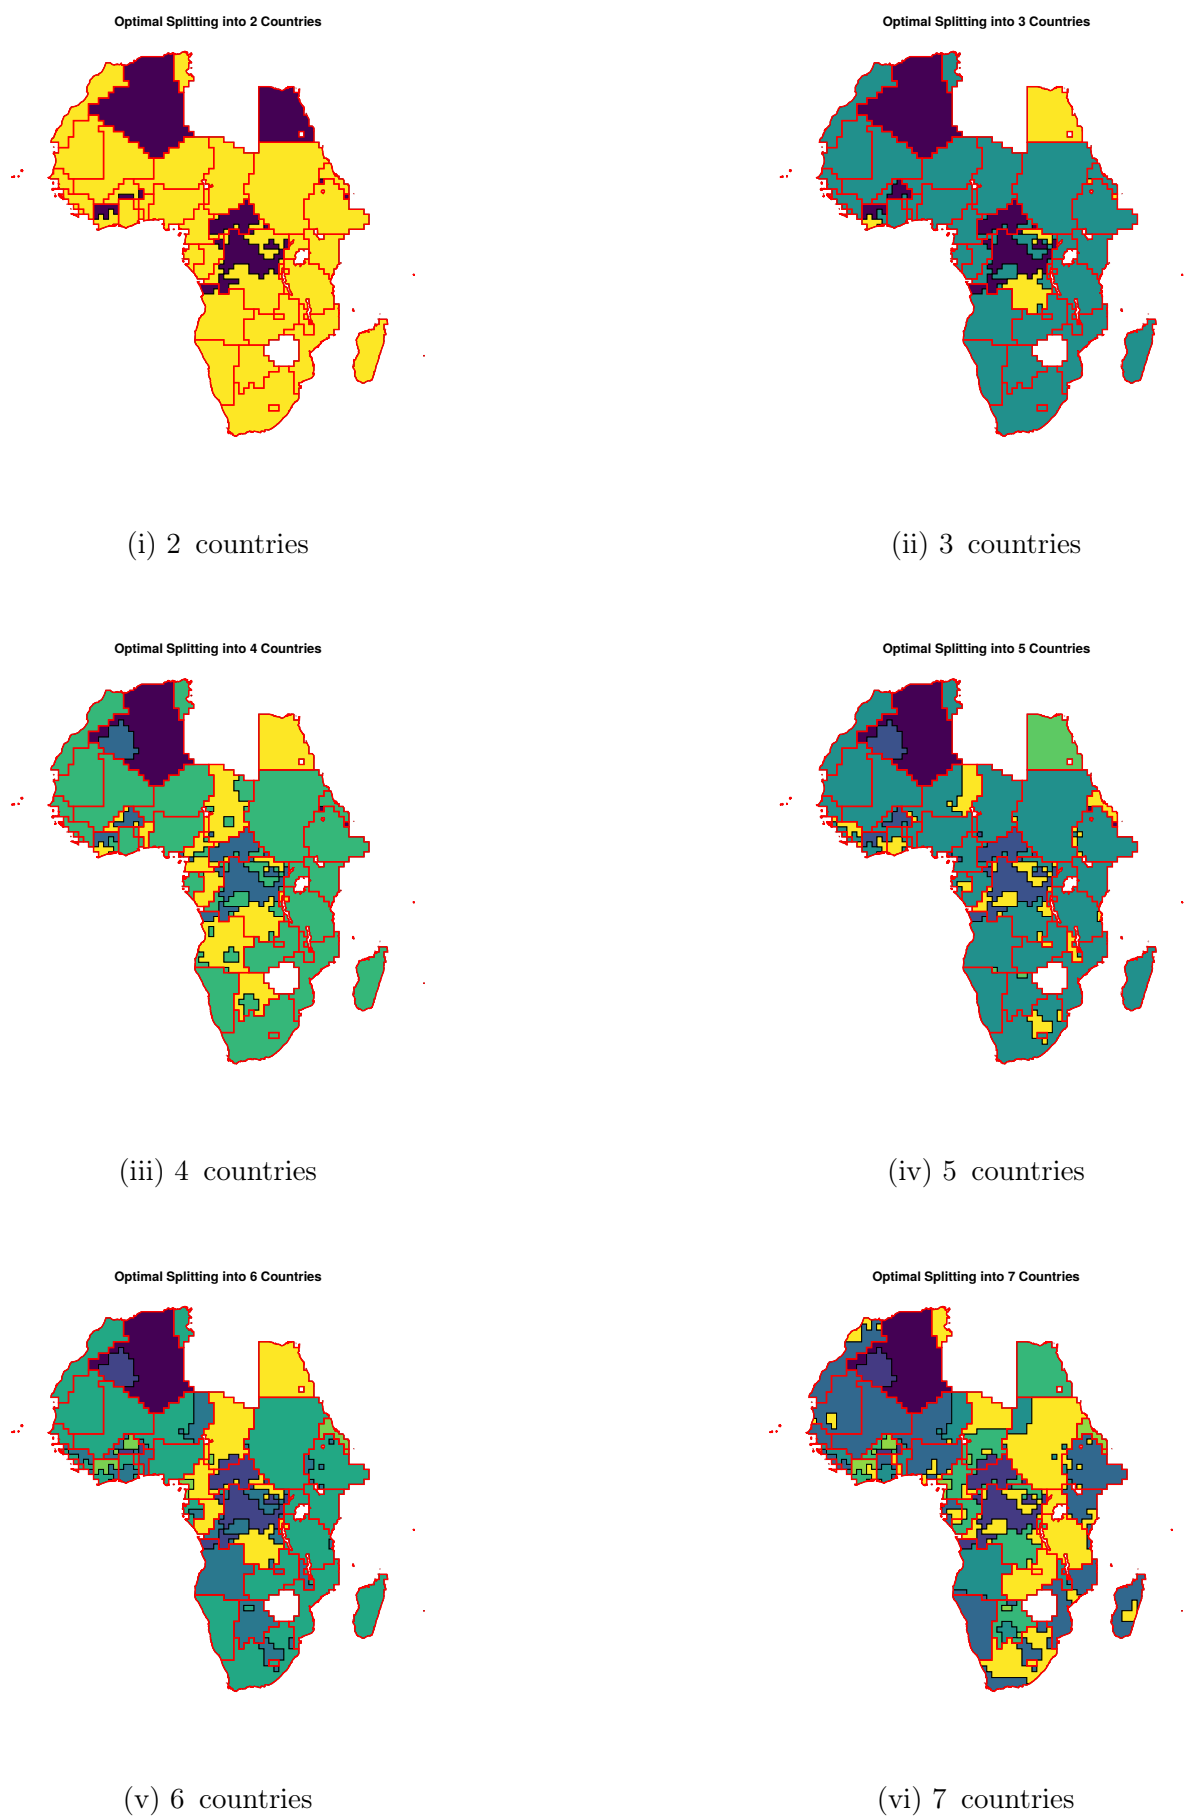 Optimal Splitting into 2 Countries
Optimal Splitting into 3 Countries
(i) 2 countries
(ii) 3 countries
Optimal Splitting into 4 Countries
Optimal Splitting into 5 Countries
(iii) 4 countries
(iv) 5 countries
Optimal Splitting into 6 Countries
Optimal Splitting into 7 Countries
(v) 6 countries
(vi) 7 countries